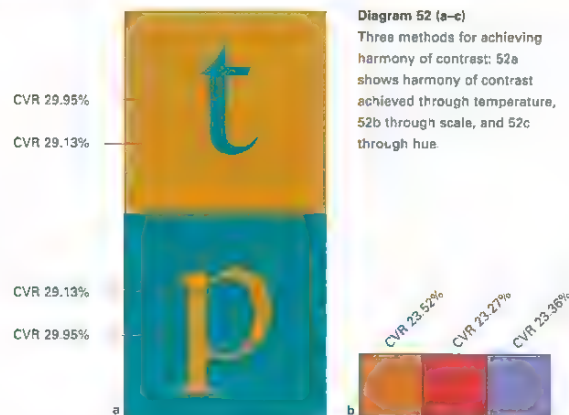 t
CVR 29.95%
CVR 29.13%
p
CVR 29.13%
CVR 29.95%
a
Diagram 52 (a–c)
Three methods for achieving
harmony of contrast: 52a
shows harmony of contrast
achieved through temperature,
52b through scale, and 52c
through hue.
CVR 23.52%
CVR 23.27%
CVR 23.36%
b